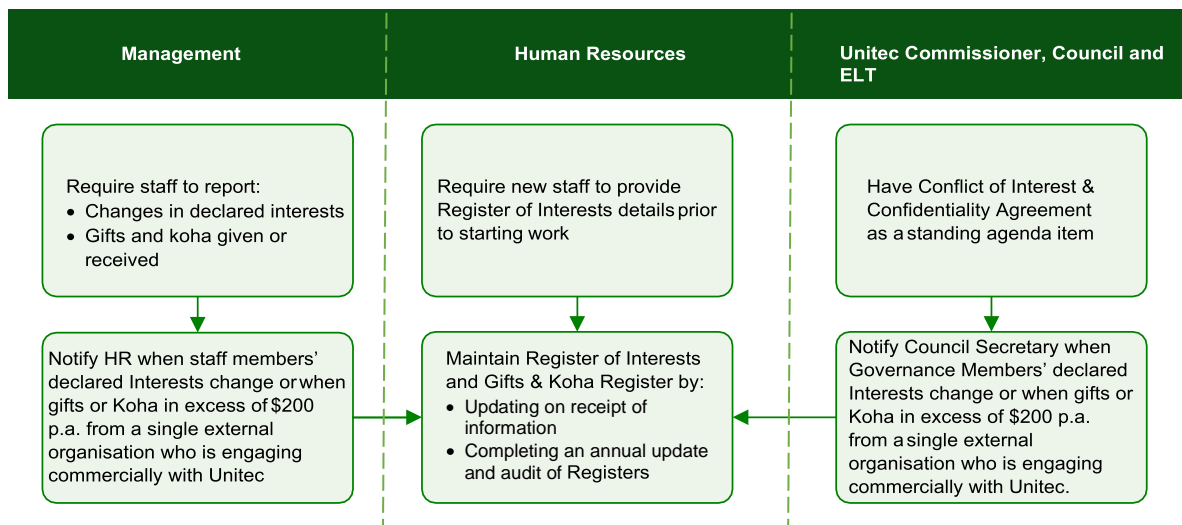 Management
Human Resources
Unitec Commissioner, Council and
ELT
Require staff to report:
• Changes in declared interests
• Gifts and koha given or
received
Require new staff to provide
Register of Interests details prior
to starting work
Have Conflict of Interest &
Confidentiality Agreement
as a standing agenda item
Notify HR when staff members’
declared Interests change or when
gifts or Koha in excess of $200
p.a. from a single external
organisation who is engaging
commercially with Unitec
Maintain Register of Interests
and Gifts & Koha Register by:
• Updating on receipt of
information
• Completing an annual update
and audit of Registers
Notify Council Secretary when
Governance Members’ declared
Interests change or when gifts or
Koha in excess of $200 p.a.
from a single external
organisation who is engaging
commercially with Unitec.